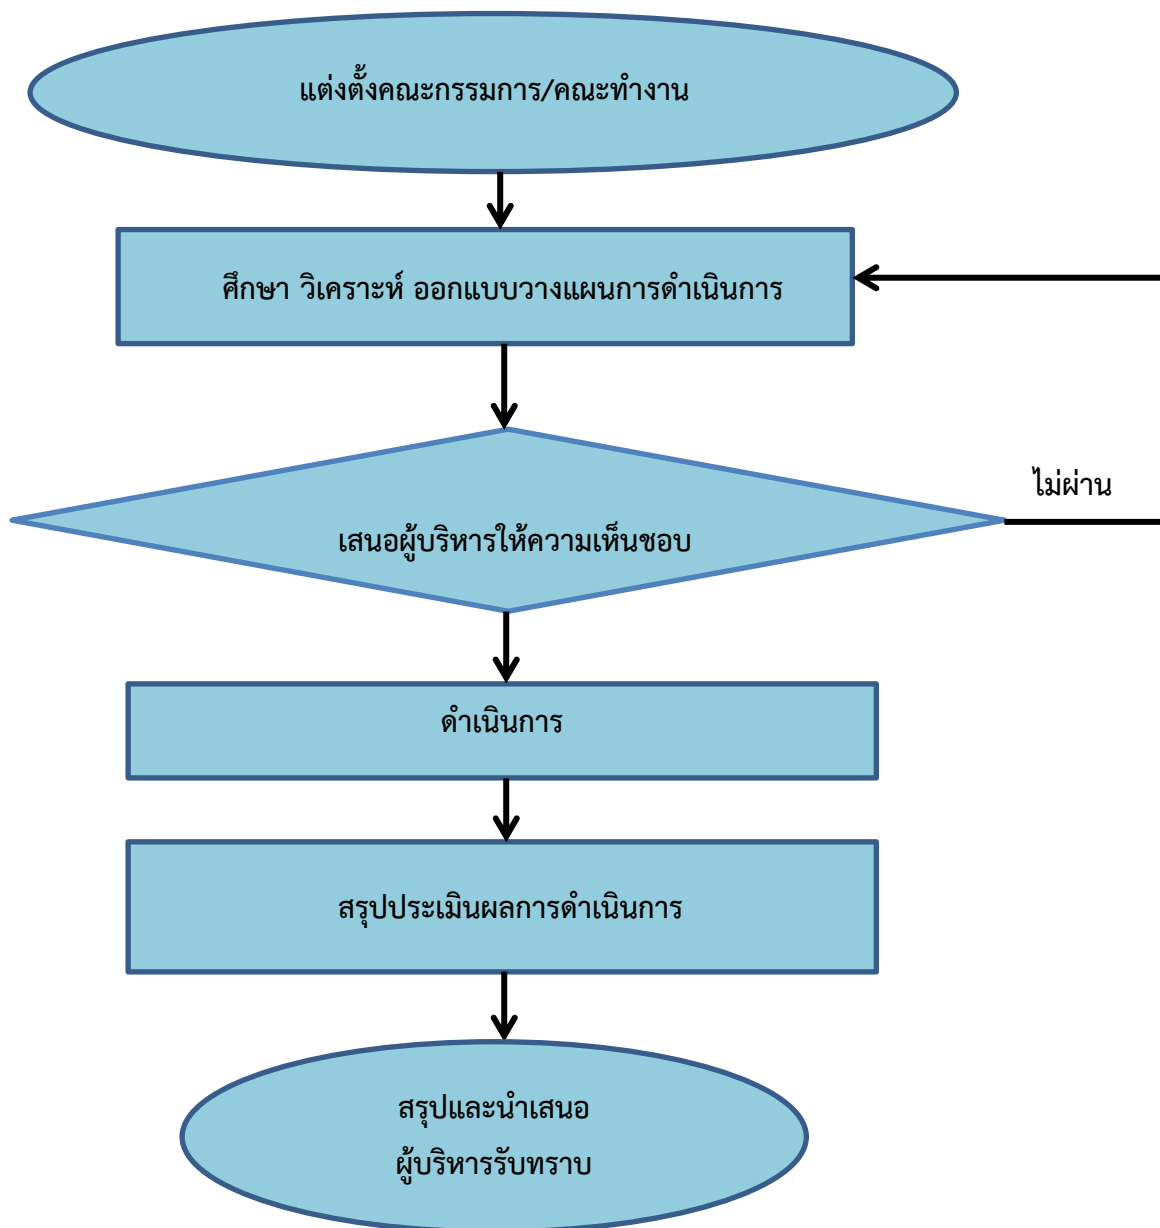 แต่งตั้งคณะกรรมการ/คณะทำงาน
ศึกษา วิเคราะห์ ออกแบบวางแผนการดำเนินการ
ไม่ผ่าน
เสนอผู้บริหารให้ความเห็นชอบ
ดำเนินการ
สรุปประเมินผลการดำเนินการ
สรุปและนำเสนอ
ผู้บริหารรับทราบ